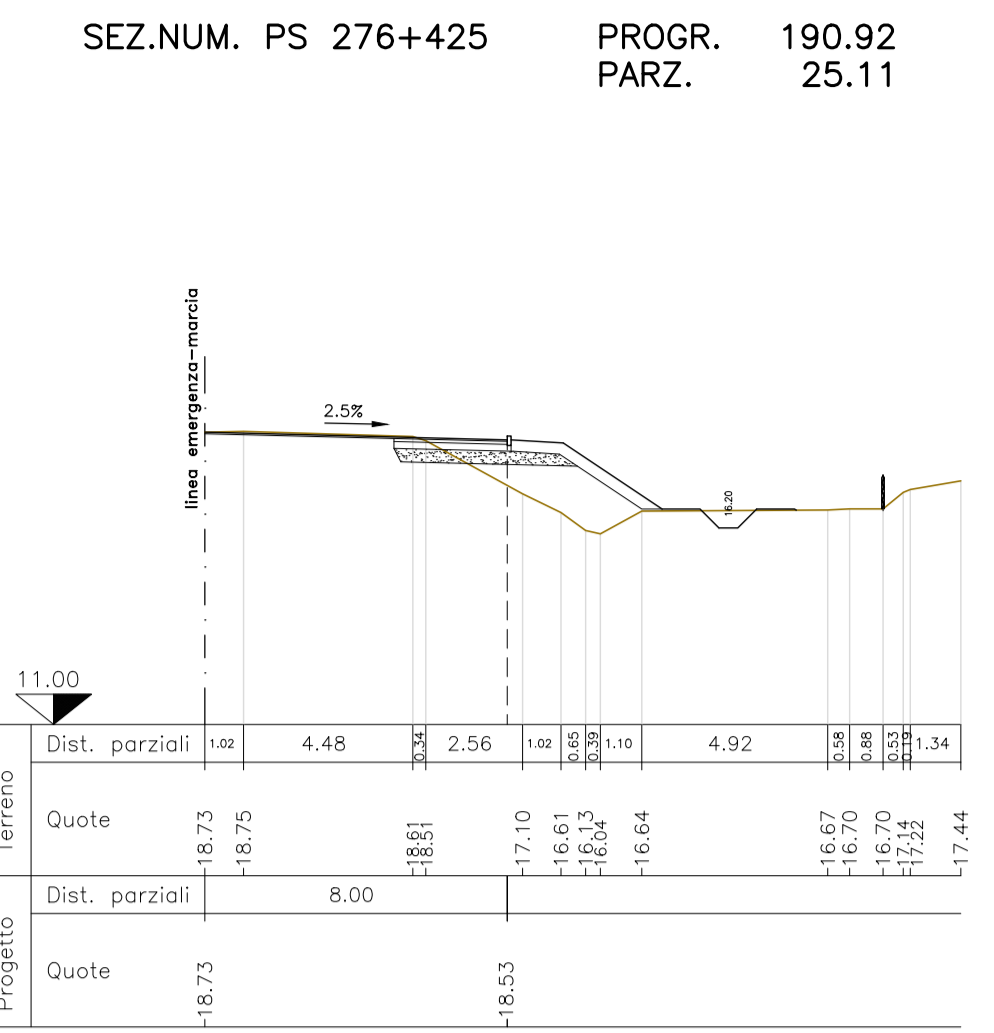 SEZ.NUM. PS 276+425 PROGR. 190.92
PARZ. 25.11
linea emergenza-marcia
2.5%
16.20
11.00
Terreno
Dist. parziali 1.02 4.48 0.34 2.56 1.02 0.65 0.39 1.10 4.92 0.58 0.88 0.53 0.19 1.34
Quote 18.73 18.75 18.61 18.51 17.10 16.61 16.13 16.04 16.64 16.67 16.70 16.70 17.14 17.22 17.44
Progetto
Dist. parziali 8.00
Quote 18.73 18.53